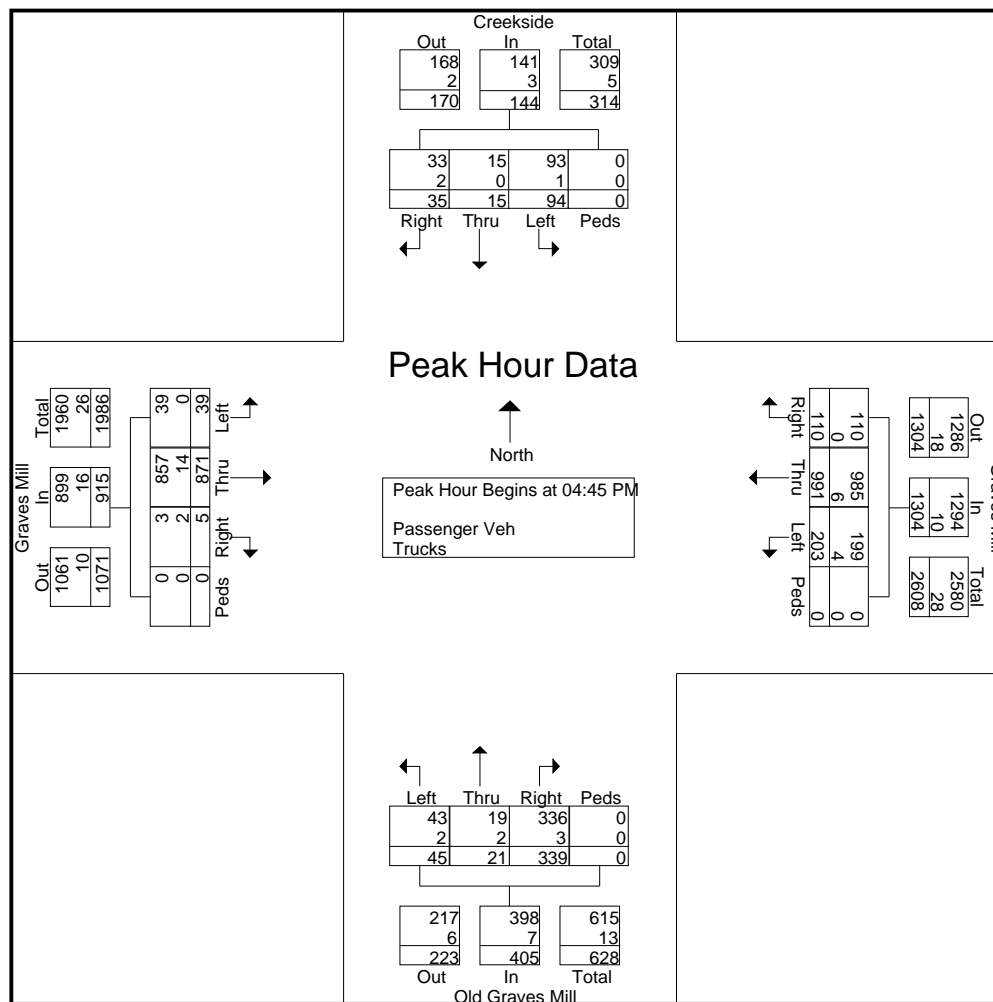 Creekside
Out In Total
168 141 309
2 3 5
170 144 314
33 15 93 0
2 0 1 0
35 15 94 0
Right Thru Left Peds
Peak Hour Data
North
Peak Hour Begins at 04:45 PM
Passenger Veh
Trucks
Graves Mill
Out In Total
1061 899 1960
10 16 26
1071 915 1986
0 3 857 39
0 2 14 0
0 5 871 39
Peds Right Thru Left
Out In Total
1286 1294 2580
18 10 28
1304 1304 2608
110 985 199 0
0 6 4 0
110 991 203 0
Right Thru Left Peds
Left Thru Right Peds
43 19 336 0
2 2 3 0
45 21 339 0
217 398 615
6 7 13
223 405 628
Out In Total
Old Graves Mill